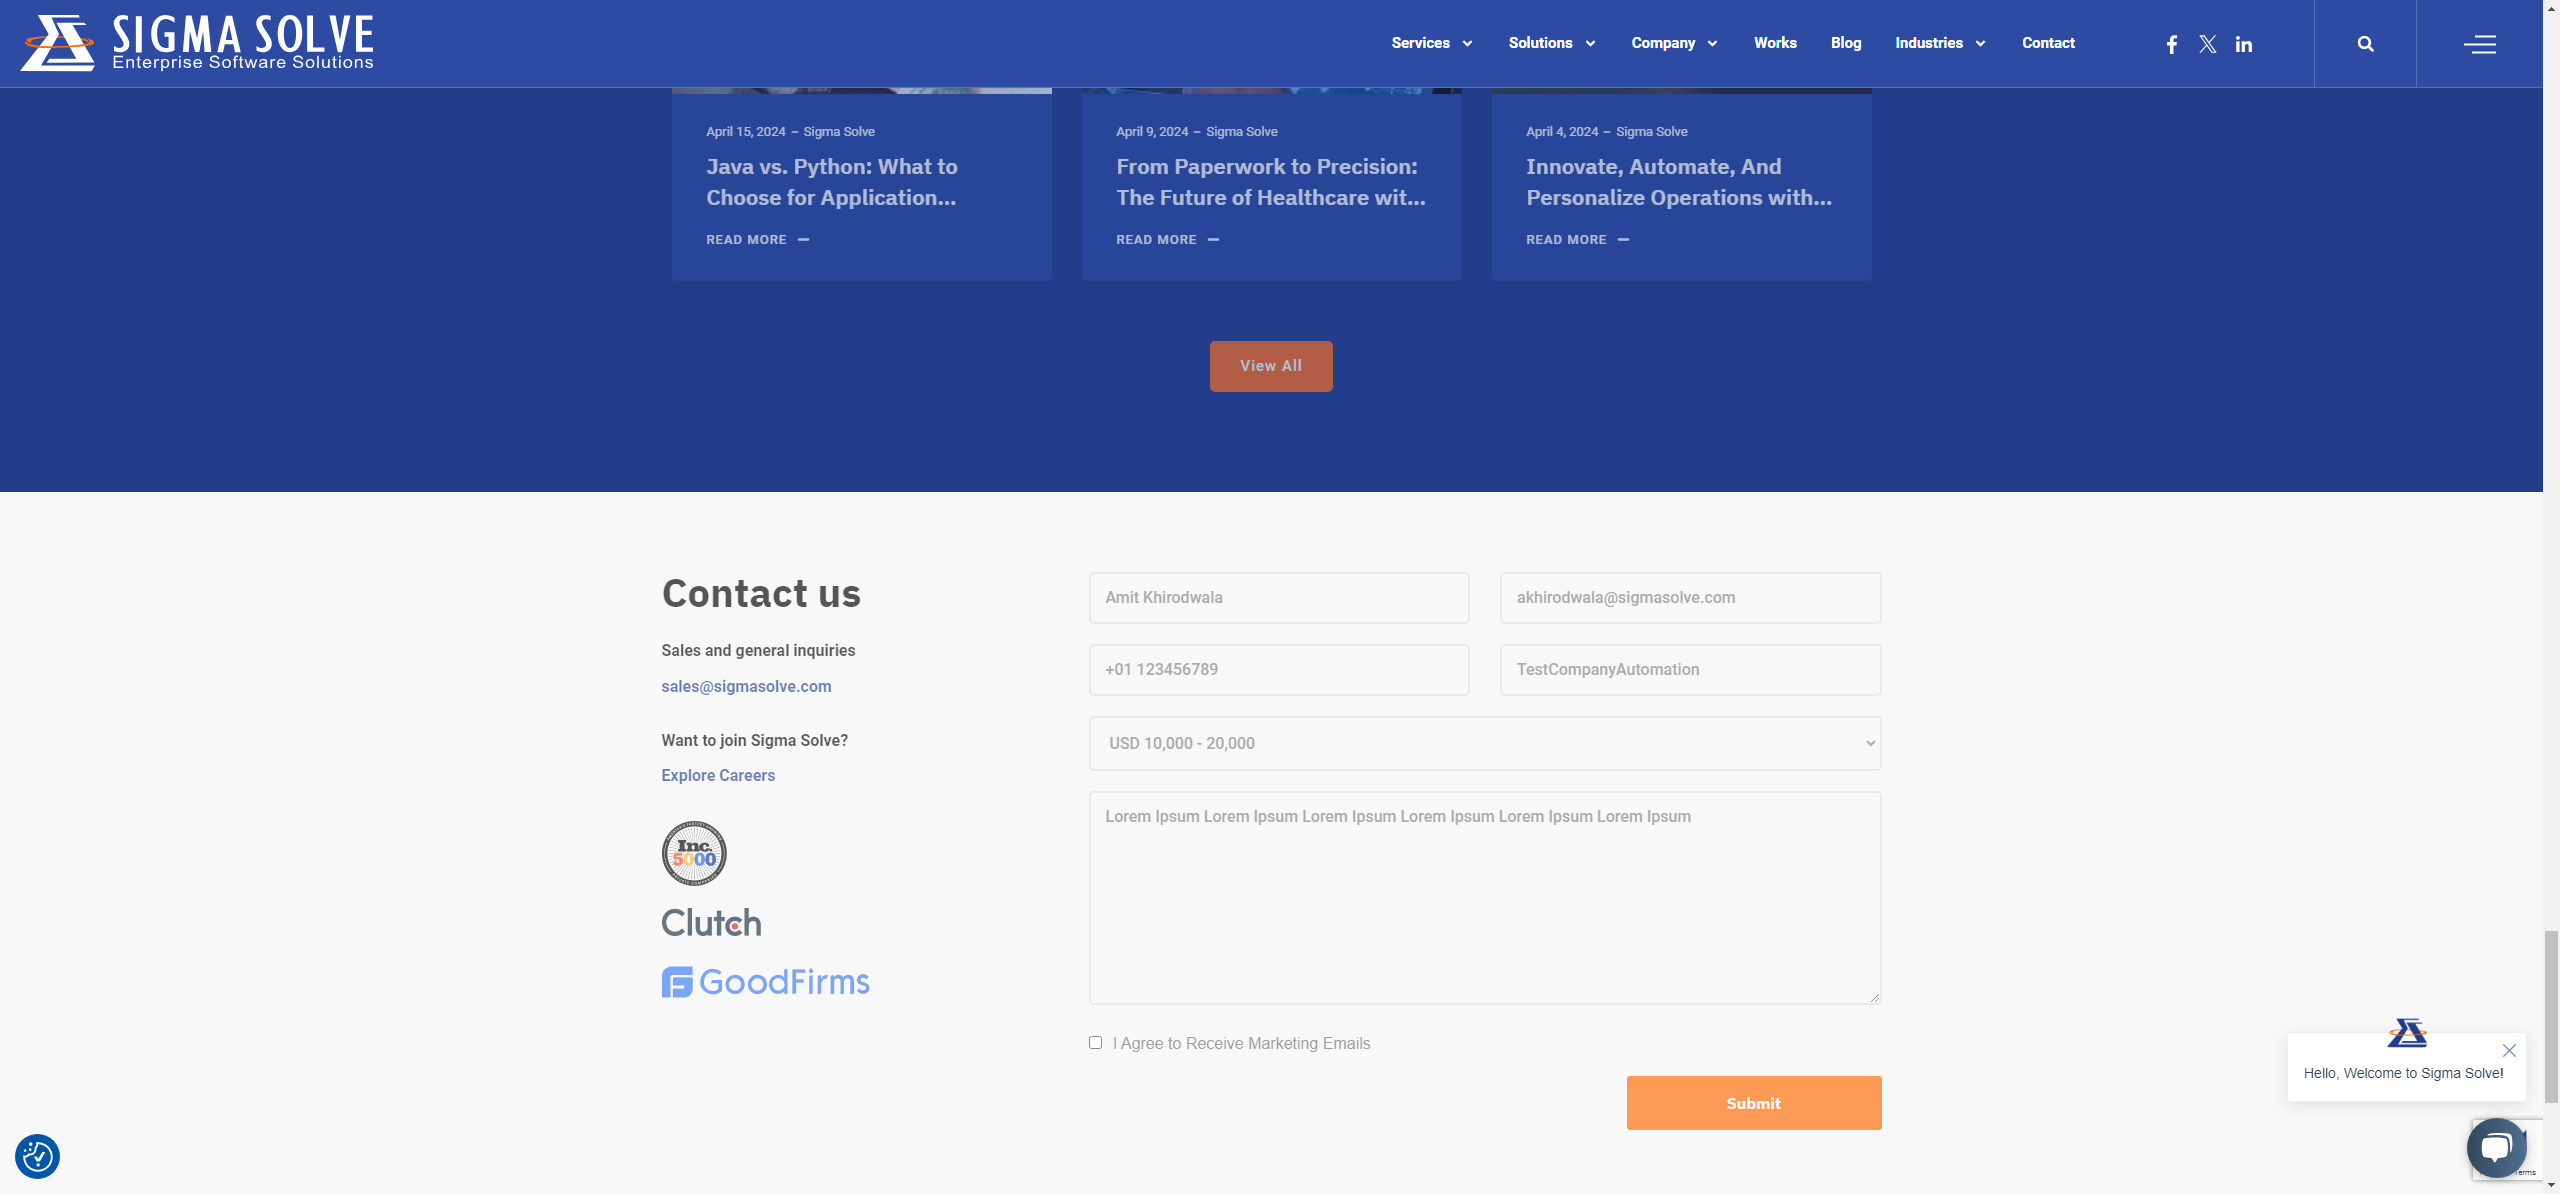 SIGMA SOLVE
Enterprise Software Solutions
Services
Solutions
Company
Works
Blog
Industries
Contact
April 15, 2024 – Sigma Solve
Java vs. Python: What to
Choose for Application...
READ MORE
April 9, 2024 – Sigma Solve
From Paperwork to Precision:
The Future of Healthcare wit...
READ MORE
April 4, 2024 – Sigma Solve
Innovate, Automate, And
Personalize Operations with...
READ MORE
View All
Contact us
Sales and general inquiries
sales@sigmasolve.com
Want to join Sigma Solve?
Explore Careers
Inc.
5000
Clutch
GoodFirms
Amit Khirodwala
akhirodwala@sigmasolve.com
+01 123456789
TestCompanyAutomation
USD 10,000 - 20,000
Lorem Ipsum Lorem Ipsum Lorem Ipsum Lorem Ipsum Lorem Ipsum Lorem Ipsum
I Agree to Receive Marketing Emails
Submit
Hello, Welcome to Sigma Solve!